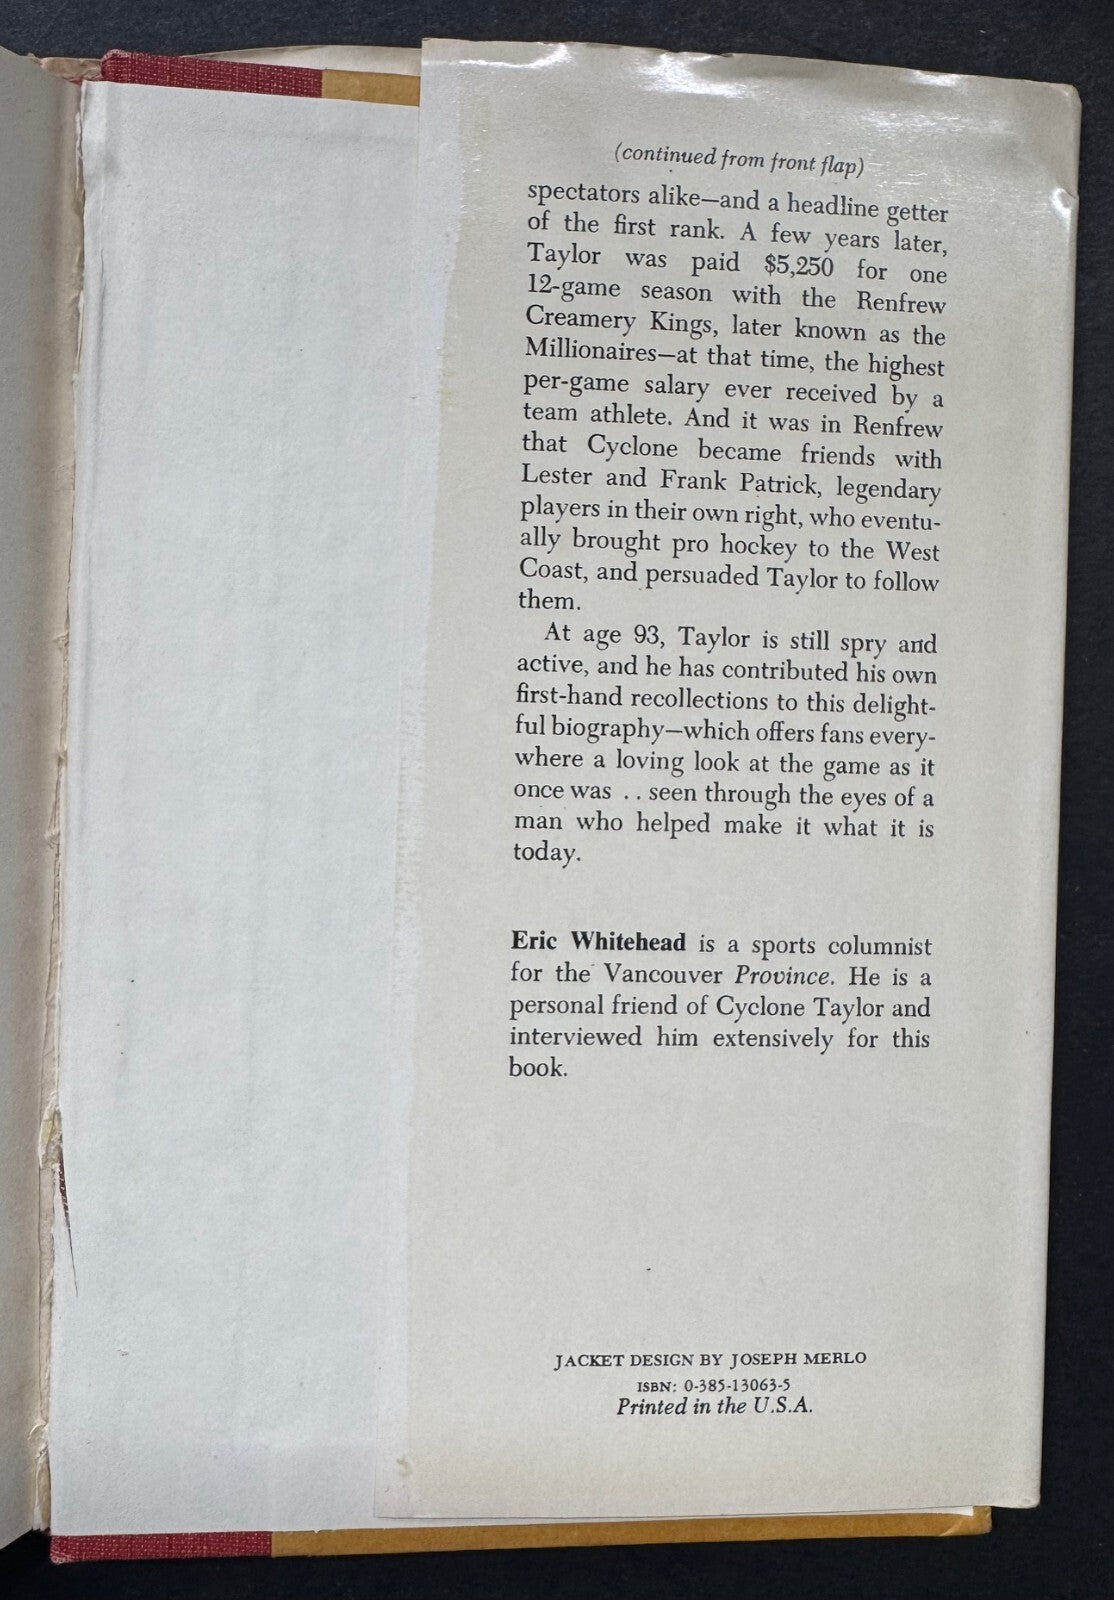 (continued from front flap)
spectators alike—and a headline getter
of the first rank. A few years later,
Taylor was paid $5,250 for one
12-game season with the Renfrew
Creamery Kings, later known as the
Millionaires—at that time, the highest
per-game salary ever received by a
team athlete. And it was in Renfrew
that Cyclone became friends with
Lester and Frank Patrick, legendary
players in their own right, who eventu-
ally brought pro hockey to the West
Coast, and persuaded Taylor to follow
them.
At age 93, Taylor is still spry and
active, and he has contributed his own
first-hand recollections to this delight-
ful biography—which offers fans every-
where a loving look at the game as it
once was . . seen through the eyes of a
man who helped make it what it is
today.
Eric Whitehead is a sports columnist
for the Vancouver Province. He is a
personal friend of Cyclone Taylor and
interviewed him extensively for this
book.
JACKET DESIGN BY JOSEPH MERLO
ISBN: 0-385-13063-5
Printed in the U.S.A.